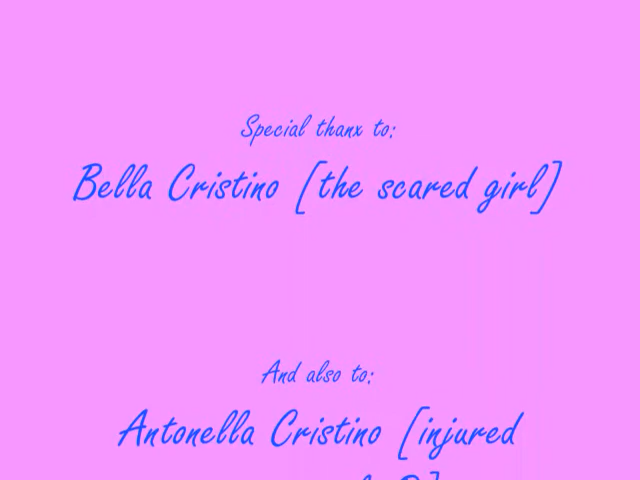 Special thanx to:
Bella Cristino [the scared girl]
And also to:
Antonella Cristino [injured